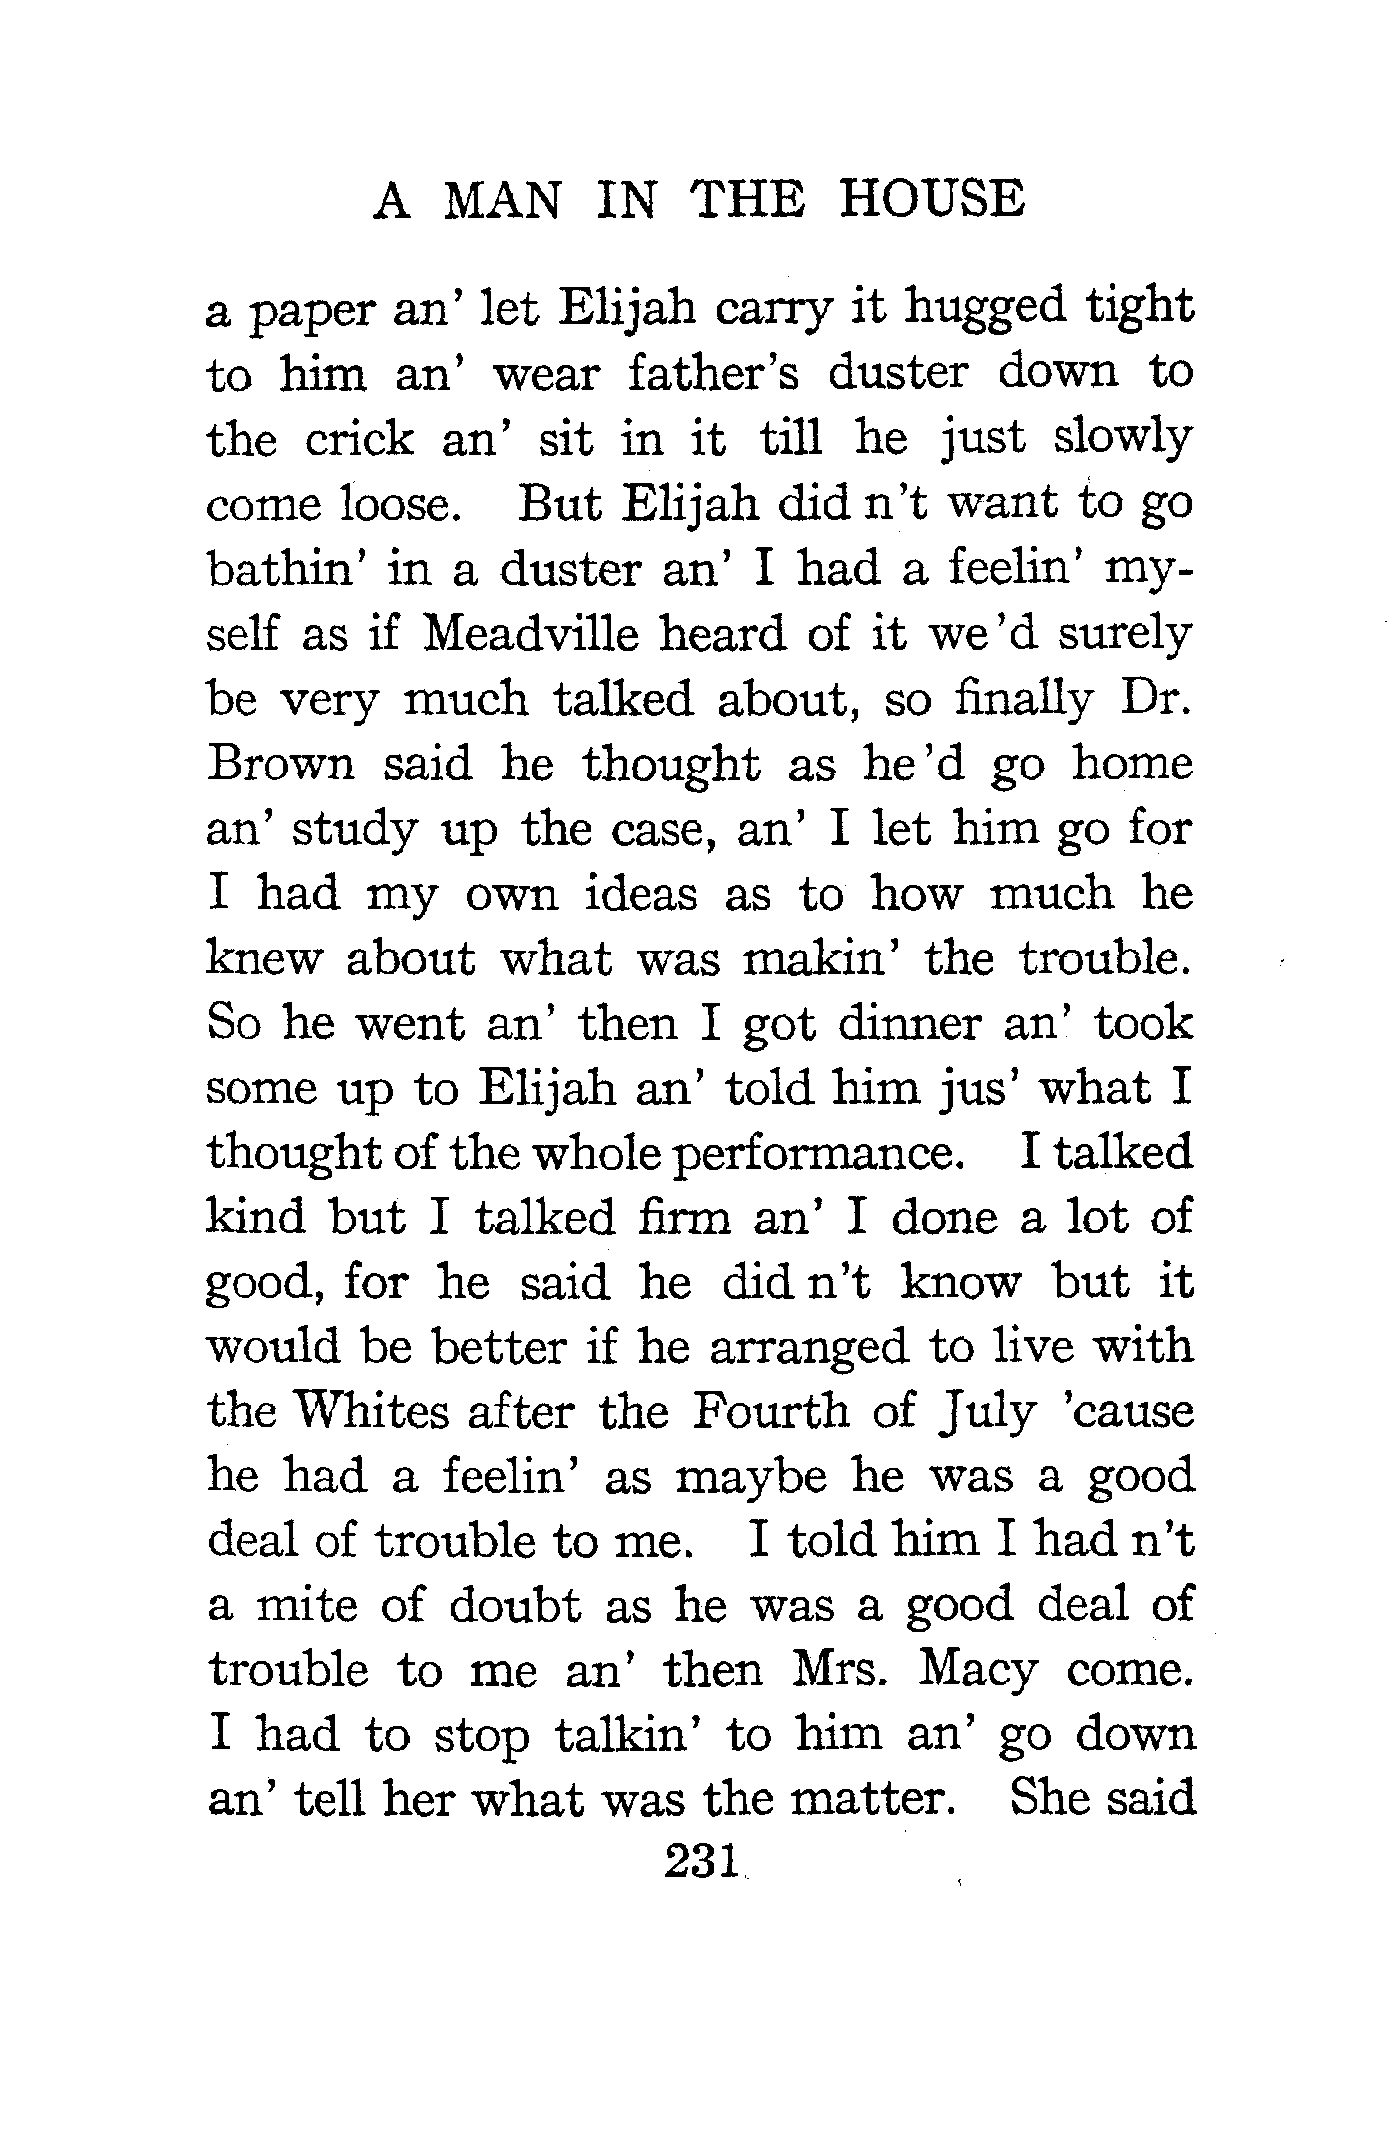 A MAN IN THE HOUSE
a paper an' let Elijah carry it hugged tight
to him an' wear father's duster down to
the crick an' sit in it till he just slowly
come loose. But Elijah did n't want to go
bathin' in a duster an' I had a feelin' my-
self as if Meadville heard of it we 'd surely
be very much talked about, so finally Dr.
Brown said he thought as he 'd go home
an' study up the case, an' I let him go for
I had my own ideas as to how much he
knew about what was makin' the trouble.
So he went an' then I got dinner an' took
some up to Elijah an' told him jus' what I
thought of the whole performance. I talked
kind but I talked firm an' I done a lot of
good, for he said he did n't know but it
would be better if he arranged to live with
the Whites after the Fourth of July 'cause
he had a feelin' as maybe he was a good
deal of trouble to me. I told him I had n't
a mite of doubt as he was a good deal of
trouble to me an' then Mrs. Macy come.
I had to stop talkin' to him an' go down
an' tell her what was the matter. She said
231